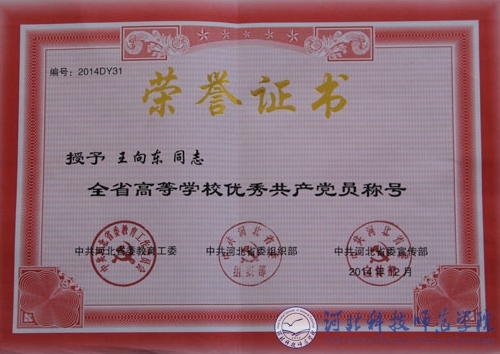 编号：2014DY31
荣誉证书
授予 王向东 同志
全省高等学校优秀共产党员称号
中共河北省委教育工委 中共河北省委组织部 中共河北省委宣传部
2014年12月
河北科技师范学院